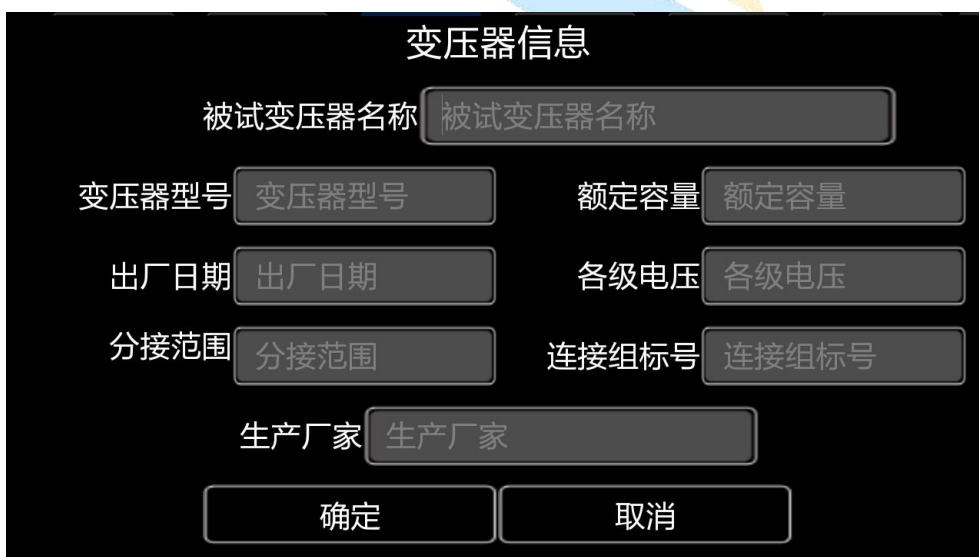 变压器信息
被试变压器名称 被试变压器名称
变压器型号 变压器型号 额定容量 额定容量
出厂日期 出厂日期 各级电压 各级电压
分接范围 分接范围 连接组标号 连接组标号
生产厂家 生产厂家
确定 取消